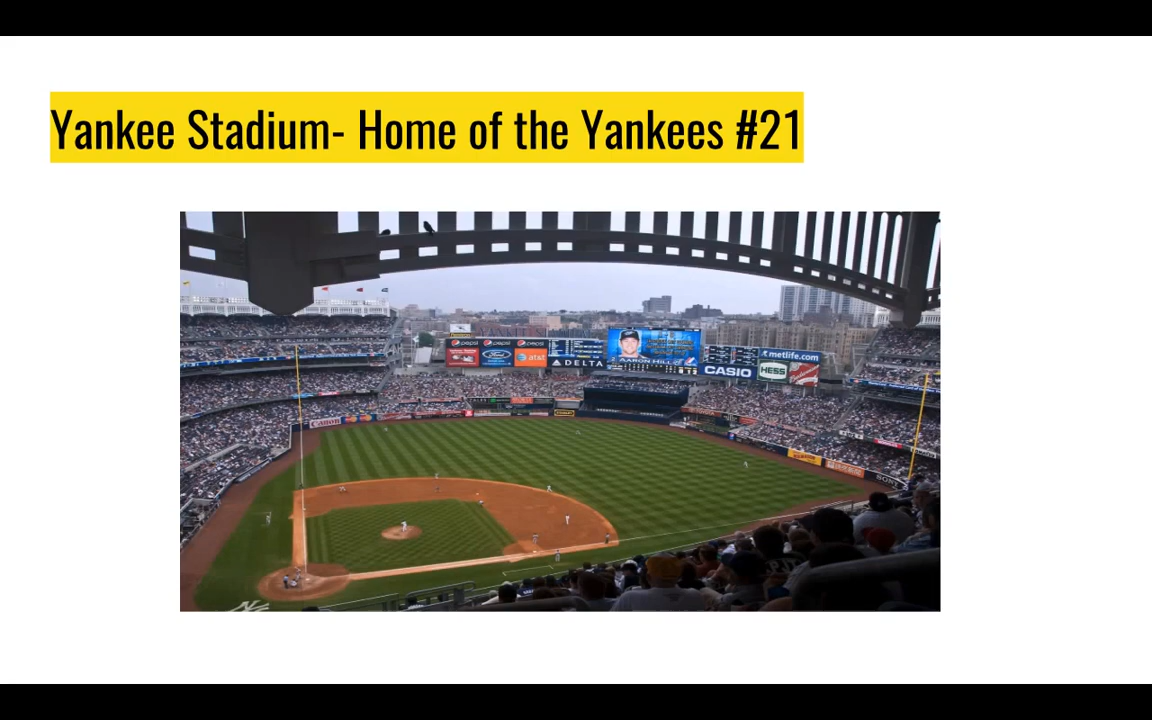 Yankee Stadium- Home of the Yankees #21
pepsi pepsi pepsi
Ford
at&t
DELTA
AARON HILL
CASIO
metlife.com
HESS
Budweiser
Canon
SONY